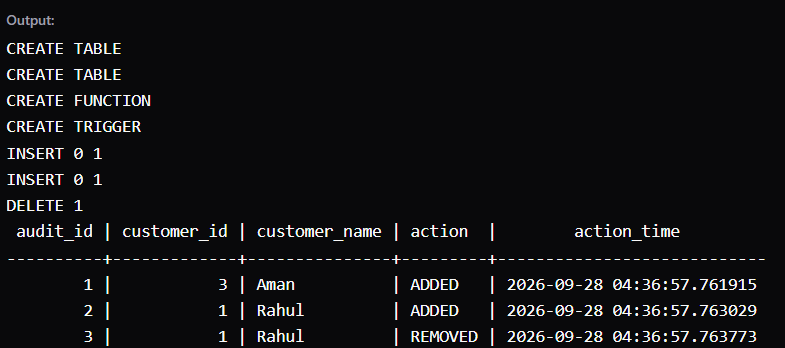 Output:
CREATE TABLE
CREATE TABLE
CREATE FUNCTION
CREATE TRIGGER
INSERT 0 1
INSERT 0 1
DELETE 1
 audit_id | customer_id | customer_name | action  |        action_time
----------+-------------+---------------+---------+----------------------------
        1 |           3 | Aman          | ADDED   | 2026-09-28 04:36:57.761915
        2 |           1 | Rahul         | ADDED   | 2026-09-28 04:36:57.763029
        3 |           1 | Rahul         | REMOVED | 2026-09-28 04:36:57.763773